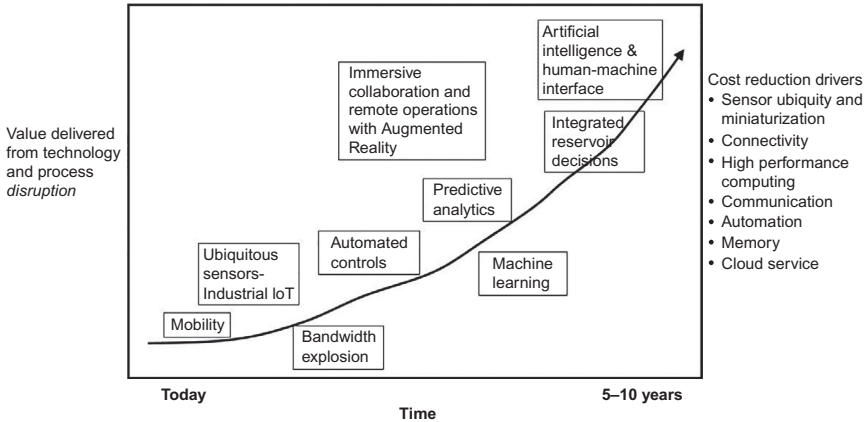 Value delivered
from technology
and process
disruption
Artificial
intelligence &
human-machine
interface
Immersive
collaboration and
remote operations
with Augmented
Reality
Integrated
reservoir
decisions
Predictive
analytics
Automated
controls
Machine
learning
Ubiquitous
sensors-
Industrial IoT
Mobility
Bandwidth
explosion
Today
5–10 years
Time
Cost reduction drivers
• Sensor ubiquity and
miniaturization
• Connectivity
• High performance
computing
• Communication
• Automation
• Memory
• Cloud service